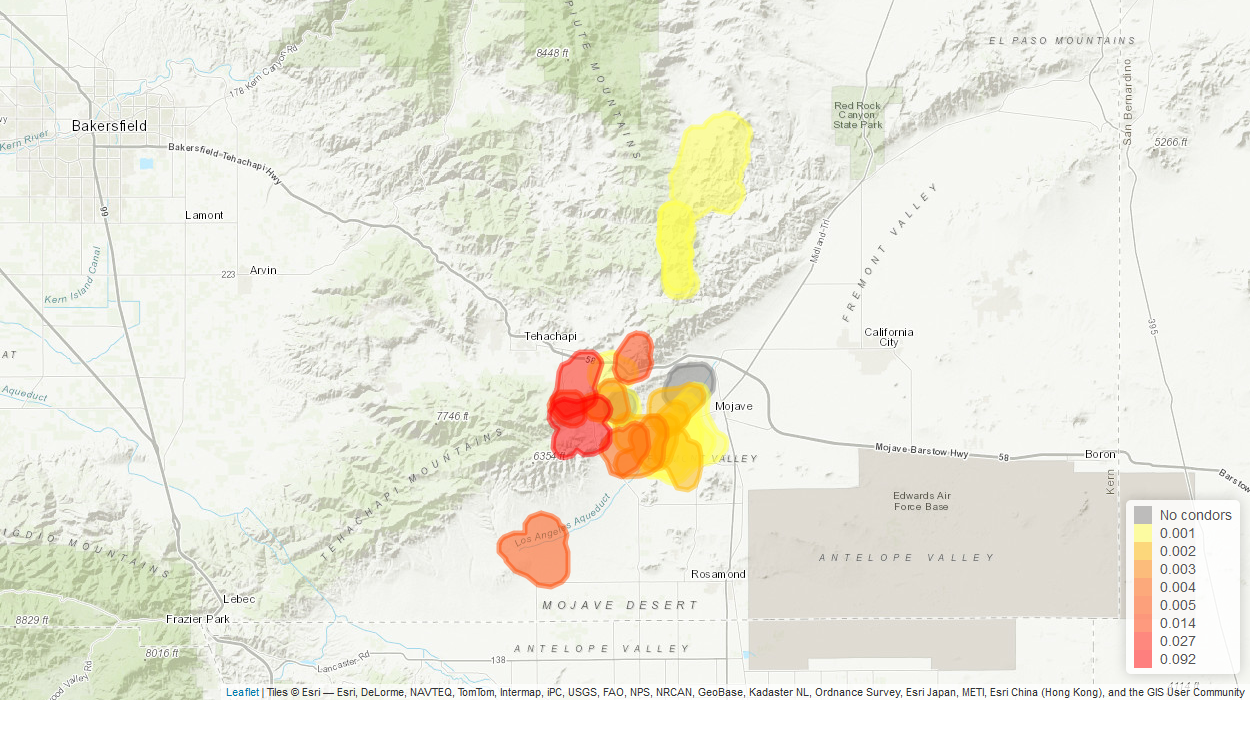 PIUTE MOUNTAINS
EL PASO MOUNTAINS
8448 ft
178 Kern Canyon Rd
San Bernardino
Red Rock
Canyon
State Park
Bakersfield
Kern River
5266 ft
Bakersfield-Tehachapi Hwy
99
Lamont
FREMONT VALLEY
Midland-Trl
223
Arvin
Kern Island Canal
395
Tehachapi
California
City
AT
58
Aqueduct
Mojave
7746 ft
TEHACHAPI MOUNTAINS
6354 ft
VALLEY
Mojave-Barstow Hwy
58
Boron
Kern
Barstow
Edwards Air
Force Base
Los Angeles Aqueduct
No condors
0.001
0.002
0.003
0.004
0.005
0.014
0.027
0.092
IGDIO MOUNTAINS
ANTELOPE VALLEY
Rosamond
Lebec
MOJAVE DESERT
8829 ft
Frazier Park
8016 ft
ANTELOPE VALLEY
138
Lancaster-Rd
ood Valley Rd
Leaflet | Tiles © Esri — Esri, DeLorme, NAVTEQ, TomTom, Intermap, iPC, USGS, FAO, NPS, NRCAN, GeoBase, Kadaster NL, Ordnance Survey, Esri Japan, METI, Esri China (Hong Kong), and the GIS User Community